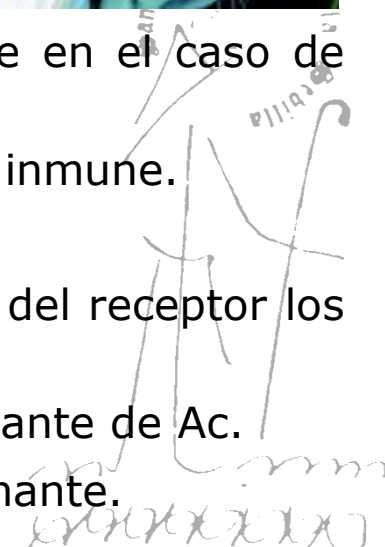 e en el caso de
inmune.
del receptor los
ante de Ac.
nante.